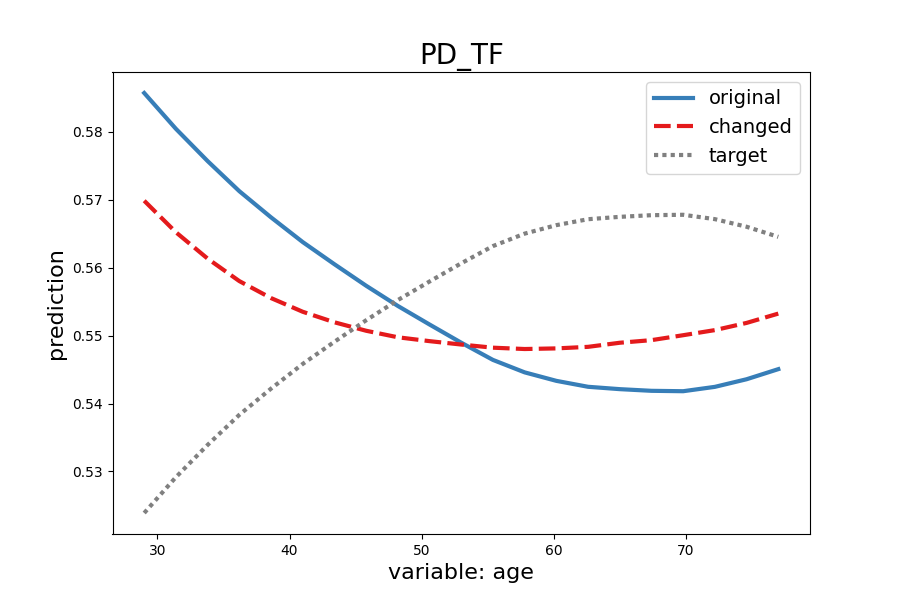 PD_TF
original
changed
target
0.58
0.57
0.56
0.55
0.54
0.53
prediction
30 40 50 60 70
variable: age